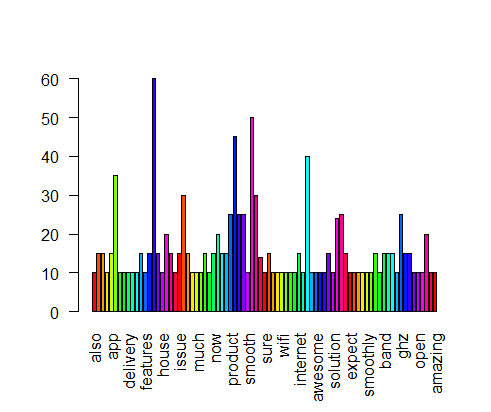 60
50
40
30
20
10
0
also
app
delivery
features
house
issue
much
now
product
smooth
sure
wifi
internet
awesome
solution
expect
smoothly
band
ghz
open
amazing